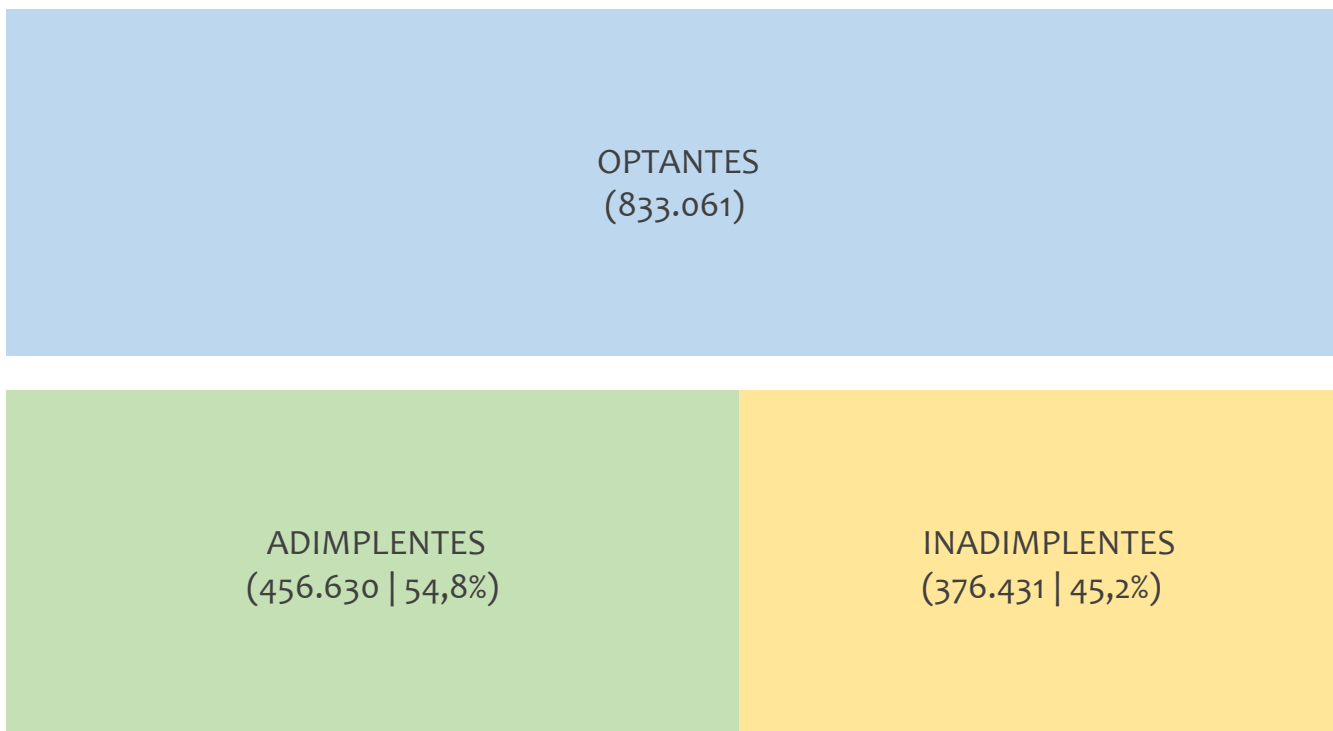 OPTANTES
(833.061)
ADIMPLENTES
(456.630 | 54,8%)
INADIMPLENTES
(376.431 | 45,2%)